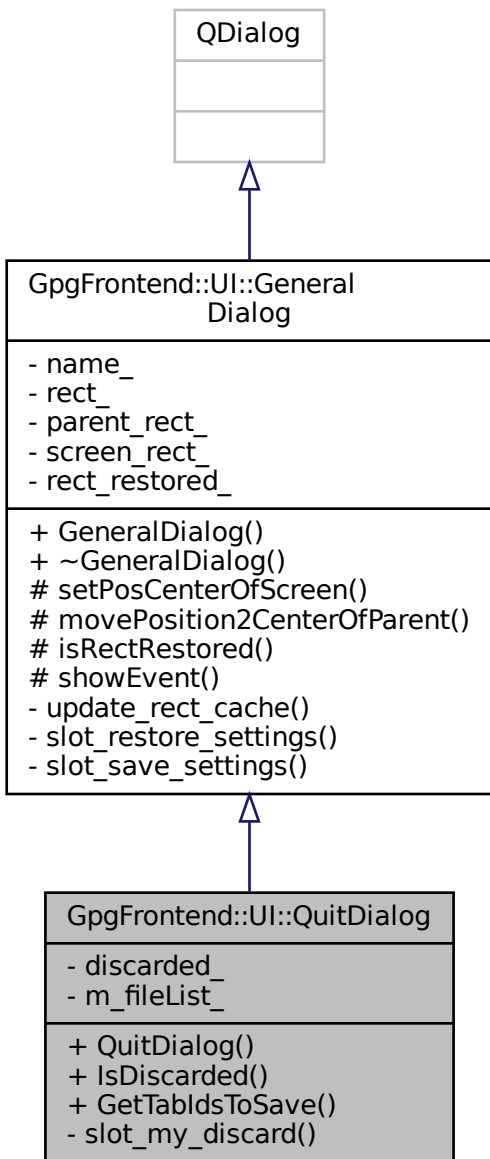 QDialog
GpgFrontend::UI::General
Dialog
- name_
- rect_
- parent_rect_
- screen_rect_
- rect_restored_
+ GeneralDialog()
+ ~GeneralDialog()
# setPosCenterOfScreen()
# movePosition2CenterOfParent()
# isRectRestored()
# showEvent()
- update_rect_cache()
- slot_restore_settings()
- slot_save_settings()
GpgFrontend::UI::QuitDialog
- discarded_
- m_fileList_
+ QuitDialog()
+ IsDiscarded()
+ GetTabIdsToSave()
- slot_my_discard()